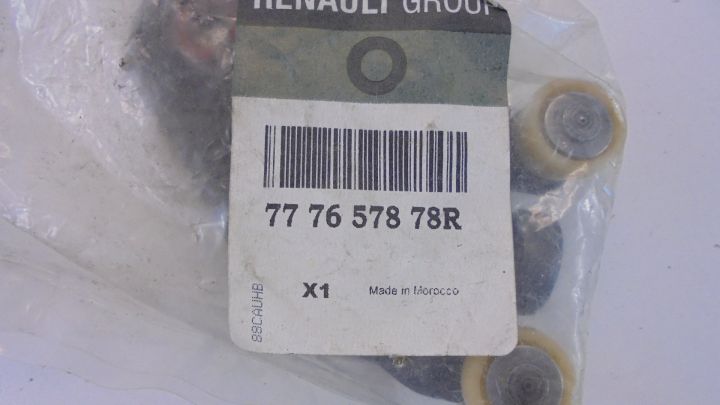 RENAULT GROUP
77 76 578 78R
X1 Made in Morocco
88CAUHB